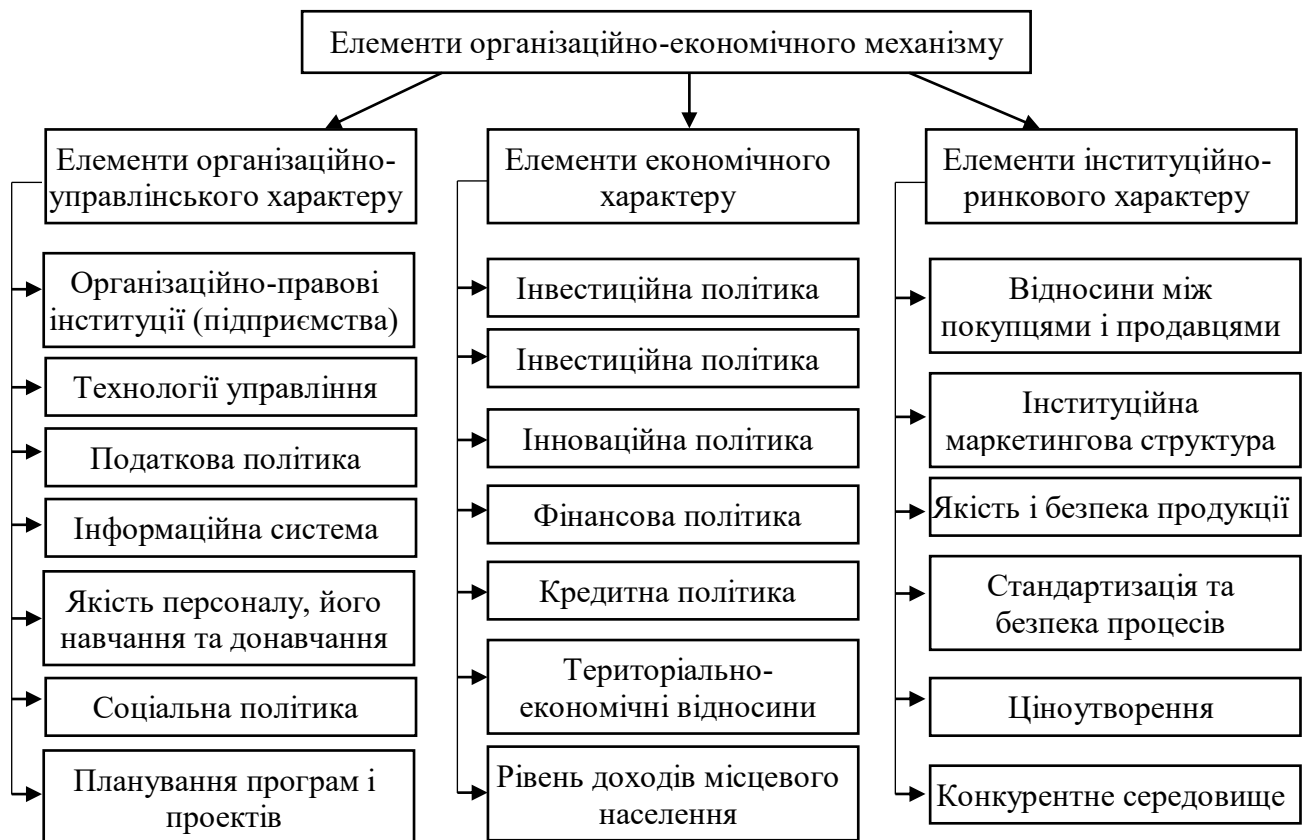 Елементи організаційно-економічного механізму
Елементи організаційно-
управлінського характеру
Організаційно-правові
інституції (підприємства)
Технології управління
Податкова політика
Інформаційна система
Якість персоналу, його
навчання та донавчання
Соціальна політика
Планування програм і
проектів
Елементи економічного
характеру
Інвестиційна політика
Інвестиційна політика
Інноваційна політика
Фінансова політика
Кредитна політика
Територіально-
економічні відносини
Рівень доходів місцевого
населення
Елементи інституційно-
ринкового характеру
Відносини між
покупцями і продавцями
Інституційна
маркетингова структура
Якість і безпека продукції
Стандартизація та
безпека процесів
Ціноутворення
Конкурентне середовище